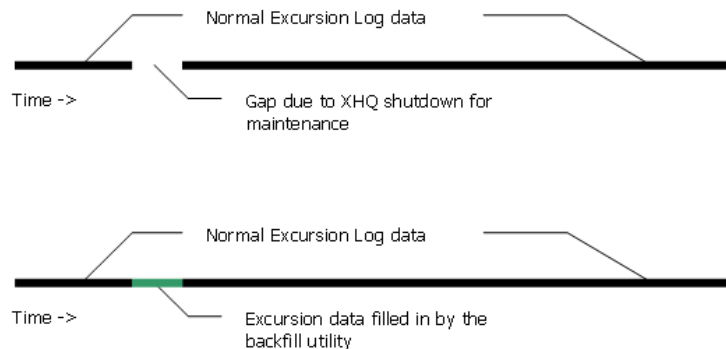 Normal Excursion Log data
Time ->
Gap due to XHQ shutdown for
maintenance
Normal Excursion Log data
Time ->
Excursion data filled in by the
backfill utility